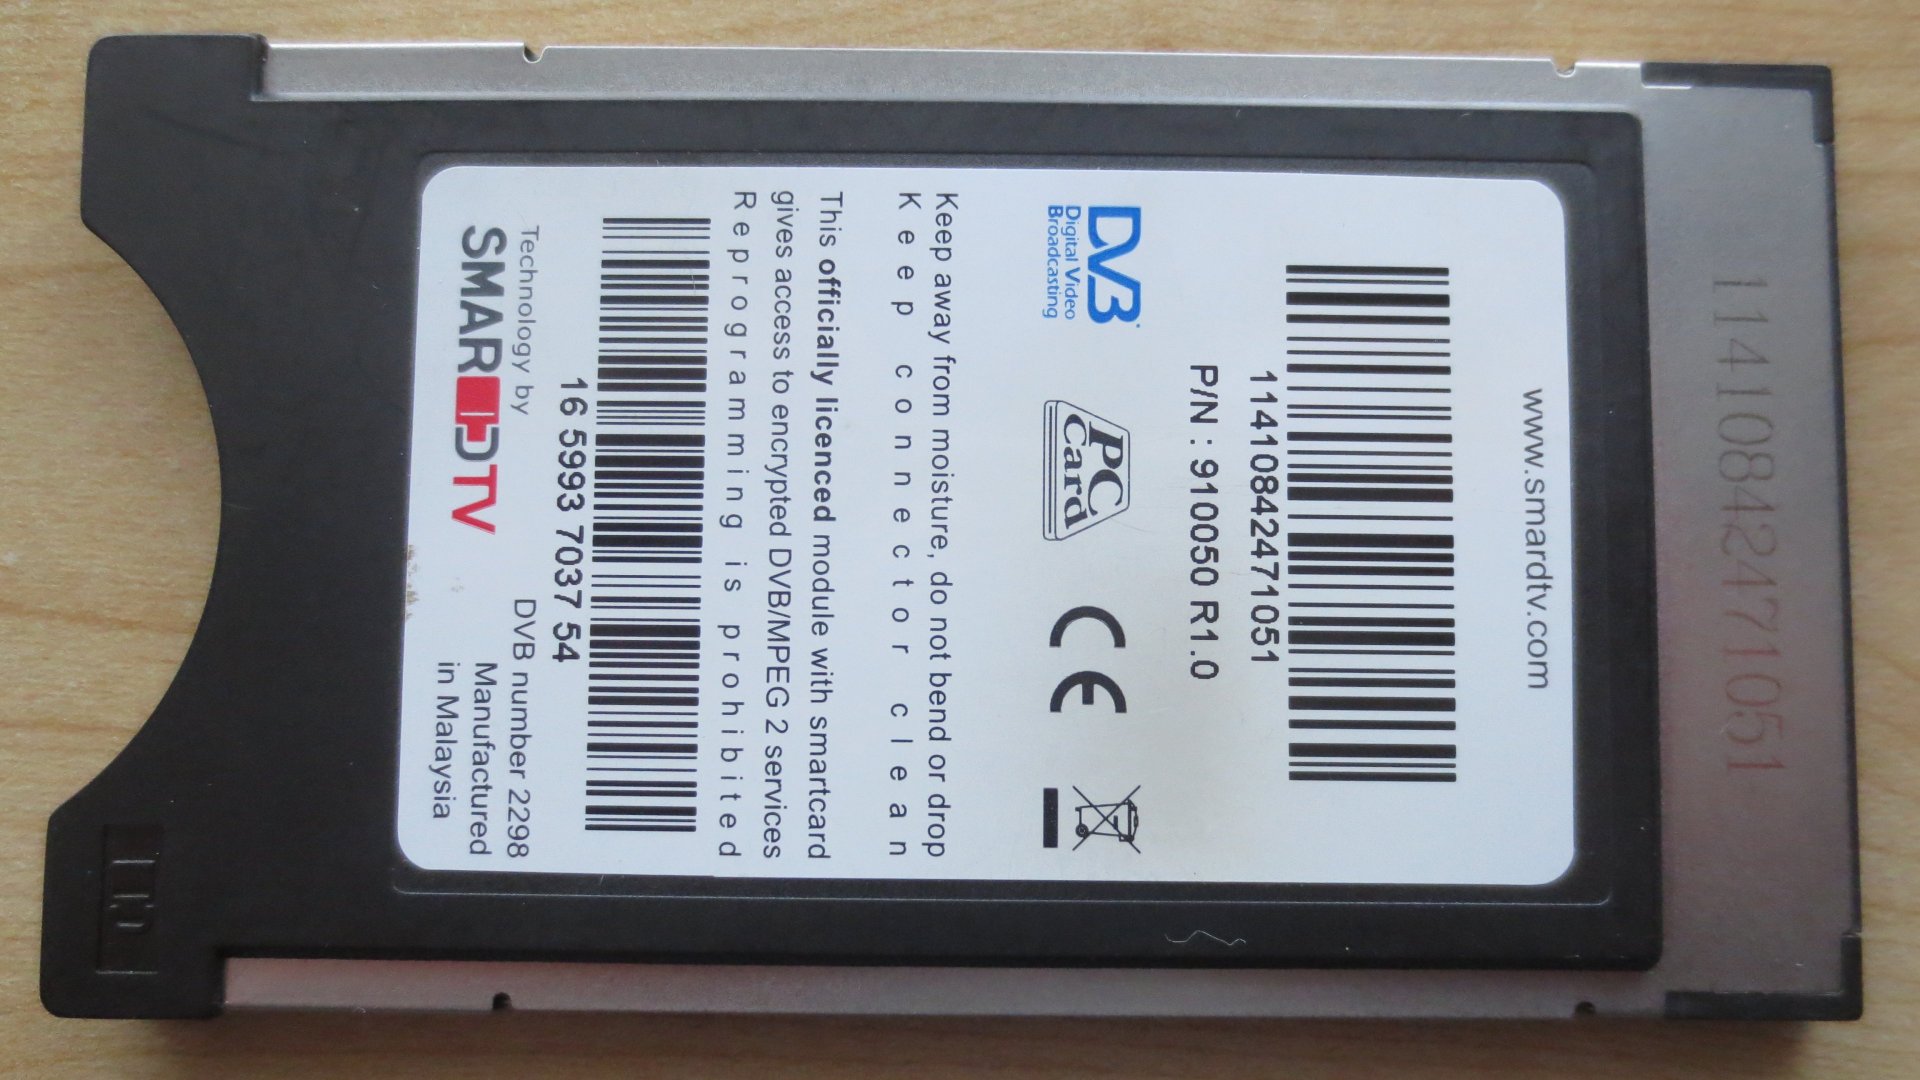 11410842471051
www.smardtv.com
11410842471051
P/N : 910050 R1.0
DVB
Digital Video
Broadcasting
PC
Card
CE
Keep away from moisture, do not bend or drop
Keep connector clean
This officially licenced module with smartcard
gives access to encrypted DVB/MPEG 2 services
Reprogramming is prohibited
16 5993 7037 54
Technology by
SMARDTV
DVB number 2298
Manufactured
in Malaysia